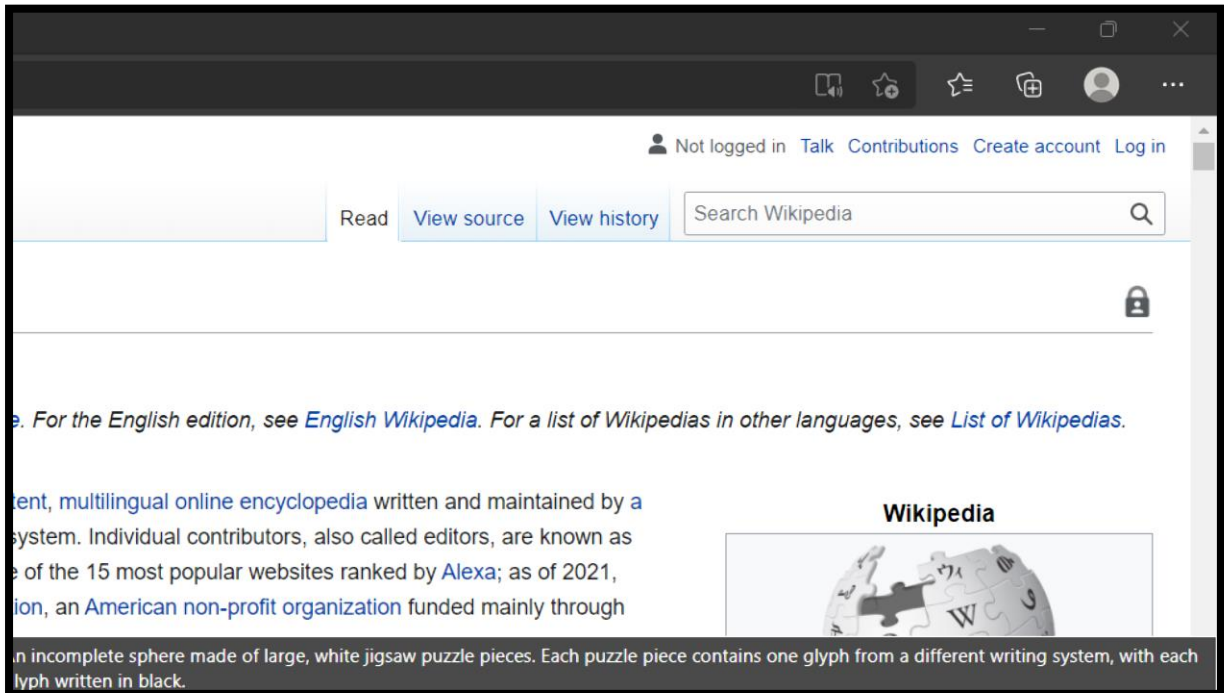 Not logged in Talk Contributions Create account Log in
Read View source View history Search Wikipedia
. For the English edition, see English Wikipedia. For a list of Wikipedias in other languages, see List of Wikipedias.
tent, multilingual online encyclopedia written and maintained by a
system. Individual contributors, also called editors, are known as
e of the 15 most popular websites ranked by Alexa; as of 2021,
ion, an American non-profit organization funded mainly through
Wikipedia
W
n incomplete sphere made of large, white jigsaw puzzle pieces. Each puzzle piece contains one glyph from a different writing system, with each
lyph written in black.